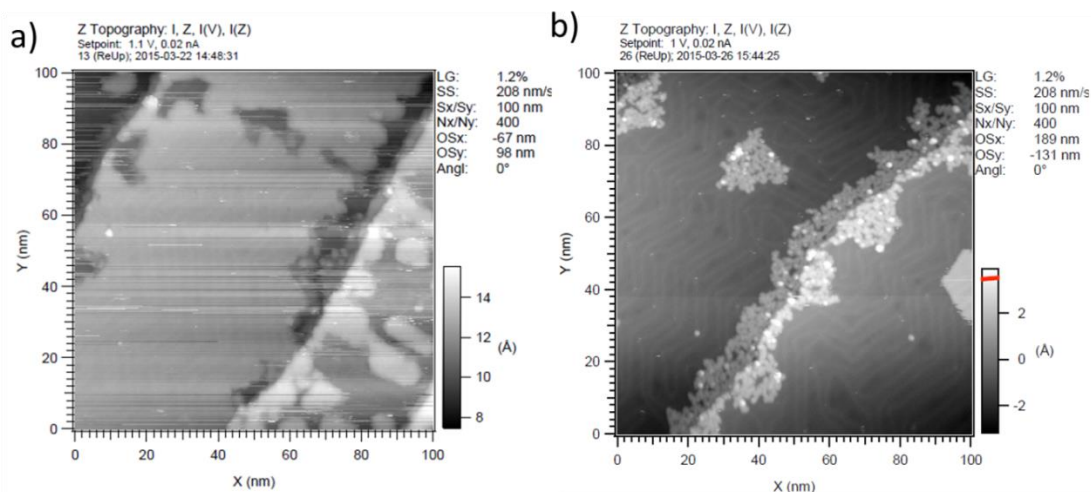 a)
Z Topography: I, Z, I(V), I(Z)
Setpoint: 1.1 V, 0.02 nA
13 (ReUp); 2015-03-22 14:48:31
100
80
60
40
20
0
Y (nm)
0 20 40 60 80 100
X (nm)
LG: 1.2%
SS: 208 nm/s
Sx/Sy: 100 nm
Nx/Ny: 400
OSx: -67 nm
OSy: 98 nm
Angl: 0°
14
12
10
8
(Å)
b)
Z Topography: I, Z, I(V), I(Z)
Setpoint: 1 V, 0.02 nA
26 (ReUp); 2015-03-26 15:44:25
100
80
60
40
20
0
Y (nm)
0 20 40 60 80 100
X (nm)
LG: 1.2%
SS: 208 nm/s
Sx/Sy: 100 nm
Nx/Ny: 400
OSx: 189 nm
OSy: -131 nm
Angl: 0°
2
0
-2
(Å)